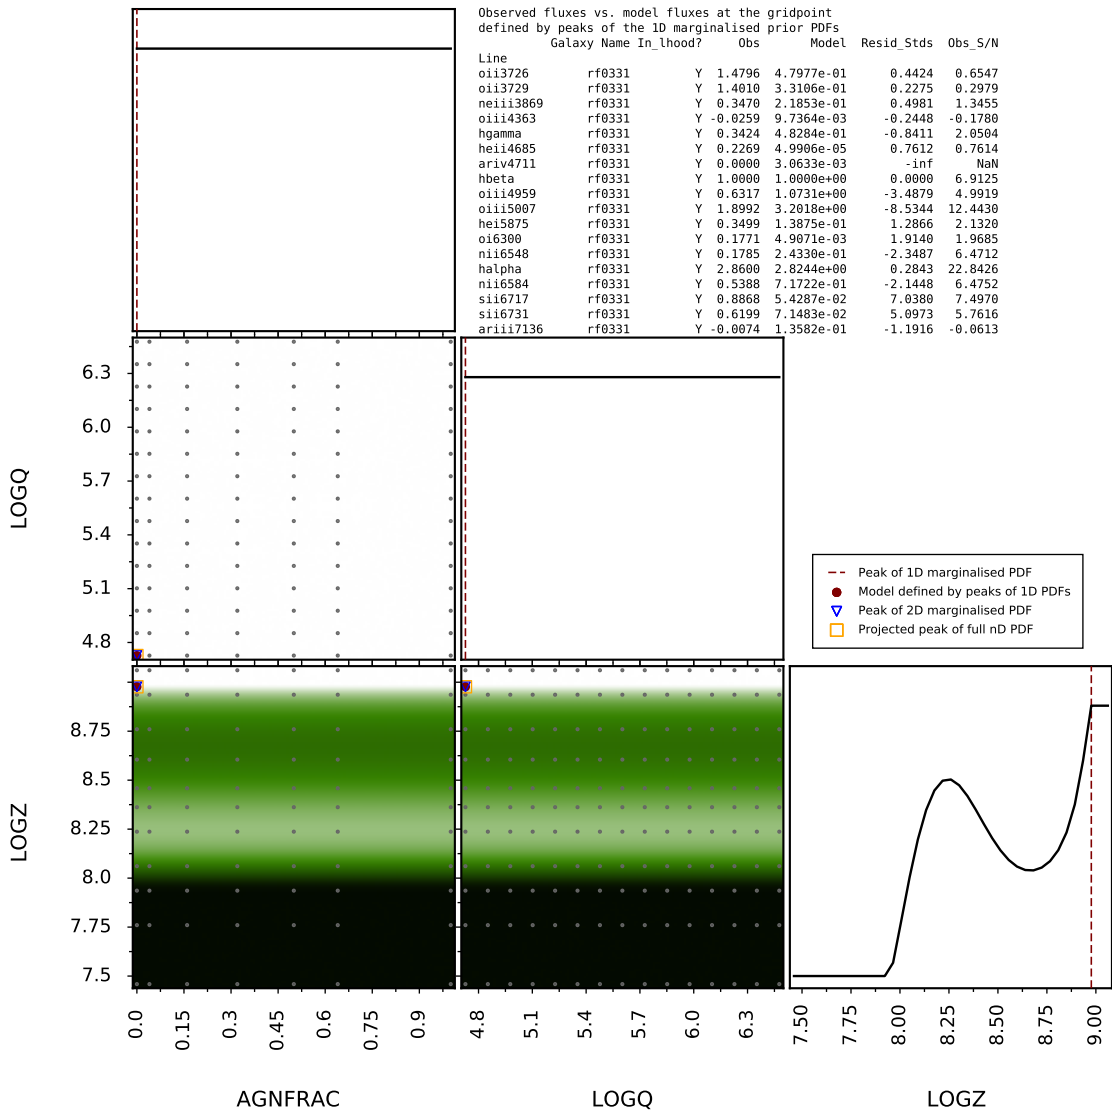 Observed fluxes vs. model fluxes at the gridpoint
defined by peaks of the 1D marginalised prior PDFs
Galaxy Name In_lhood? Obs Model Resid_Stds Obs_S/N
Line
oii3726 rf0331 Y 1.4796 4.7977e-01 0.4424 0.6547
oii3729 rf0331 Y 1.4010 3.3106e-01 0.2275 0.2979
neiii3869 rf0331 Y 0.3470 2.1853e-01 0.4981 1.3455
oiii4363 rf0331 Y -0.0259 9.7364e-03 -0.2448 -0.1780
hgamma rf0331 Y 0.3424 4.8284e-01 -0.8411 2.0504
heii4685 rf0331 Y 0.2269 4.9906e-05 0.7612 0.7614
ariv4711 rf0331 Y 0.0000 3.0633e-03 -inf NaN
hbeta rf0331 Y 1.0000 1.0000e+00 0.0000 6.9125
oiii4959 rf0331 Y 0.6317 1.0731e+00 -3.4879 4.9919
oiii5007 rf0331 Y 1.8992 3.2018e+00 -8.5344 12.4430
hei5875 rf0331 Y 0.3499 1.3875e-01 1.2866 2.1320
oi6300 rf0331 Y 0.1771 4.9071e-03 1.9140 1.9685
nii6548 rf0331 Y 0.1785 2.4330e-01 -2.3487 6.4712
halpha rf0331 Y 2.8600 2.8244e+00 0.2843 22.8426
nii6584 rf0331 Y 0.5388 7.1722e-01 -2.1448 6.4752
sii6717 rf0331 Y 0.8868 5.4287e-02 7.0380 7.4970
sii6731 rf0331 Y 0.6199 7.1483e-02 5.0973 5.7616
ariii7136 rf0331 Y -0.0074 1.3582e-01 -1.1916 -0.0613
6.3
6.0
5.7
5.4
5.1
4.8
LOGQ
Peak of 1D marginalised PDF
Model defined by peaks of 1D PDFs
Peak of 2D marginalised PDF
Projected peak of full nD PDF
8.75
8.5
8.25
8.0
7.75
7.5
LOGZ
0.0 0.15 0.3 0.45 0.6 0.75 0.9
4.8 5.1 5.4 5.7 6.0 6.3
7.50 7.75 8.00 8.25 8.50 8.75 9.00
AGNFRAC LOGQ LOGZ